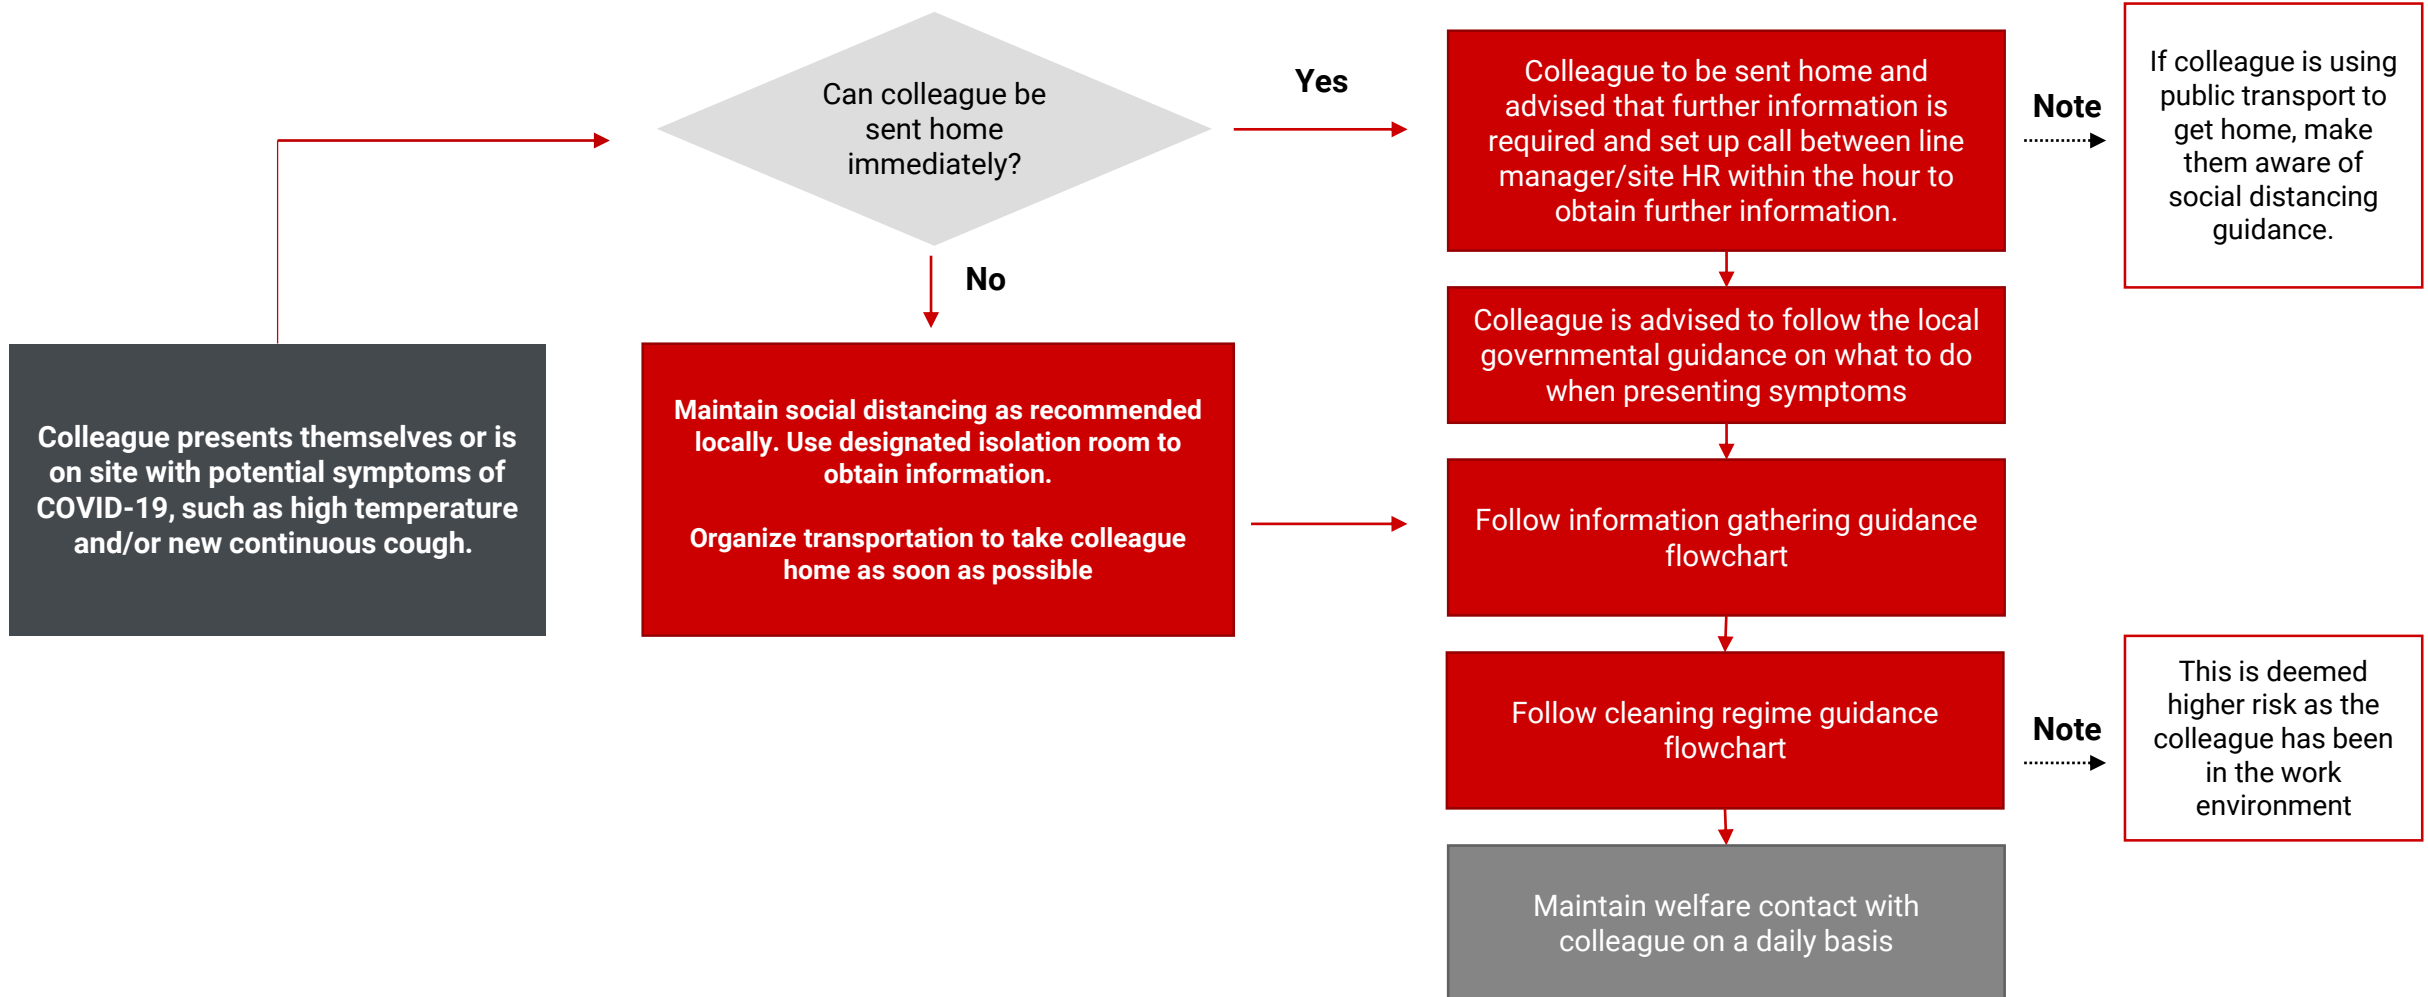 Colleague presents themselves or is
on site with potential symptoms of
COVID-19, such as high temperature
and/or new continuous cough.
Can colleague be
sent home
immediately?
Yes
No
Maintain social distancing as recommended
locally. Use designated isolation room to
obtain information.
Organize transportation to take colleague
home as soon as possible
Colleague to be sent home and
advised that further information is
required and set up call between line
manager/site HR within the hour to
obtain further information.
Note
If colleague is using
public transport to
get home, make
them aware of
social distancing
guidance.
Colleague is advised to follow the local
governmental guidance on what to do
when presenting symptoms
Follow information gathering guidance
flowchart
Follow cleaning regime guidance
flowchart
Note
This is deemed
higher risk as the
colleague has been
in the work
environment
Maintain welfare contact with
colleague on a daily basis